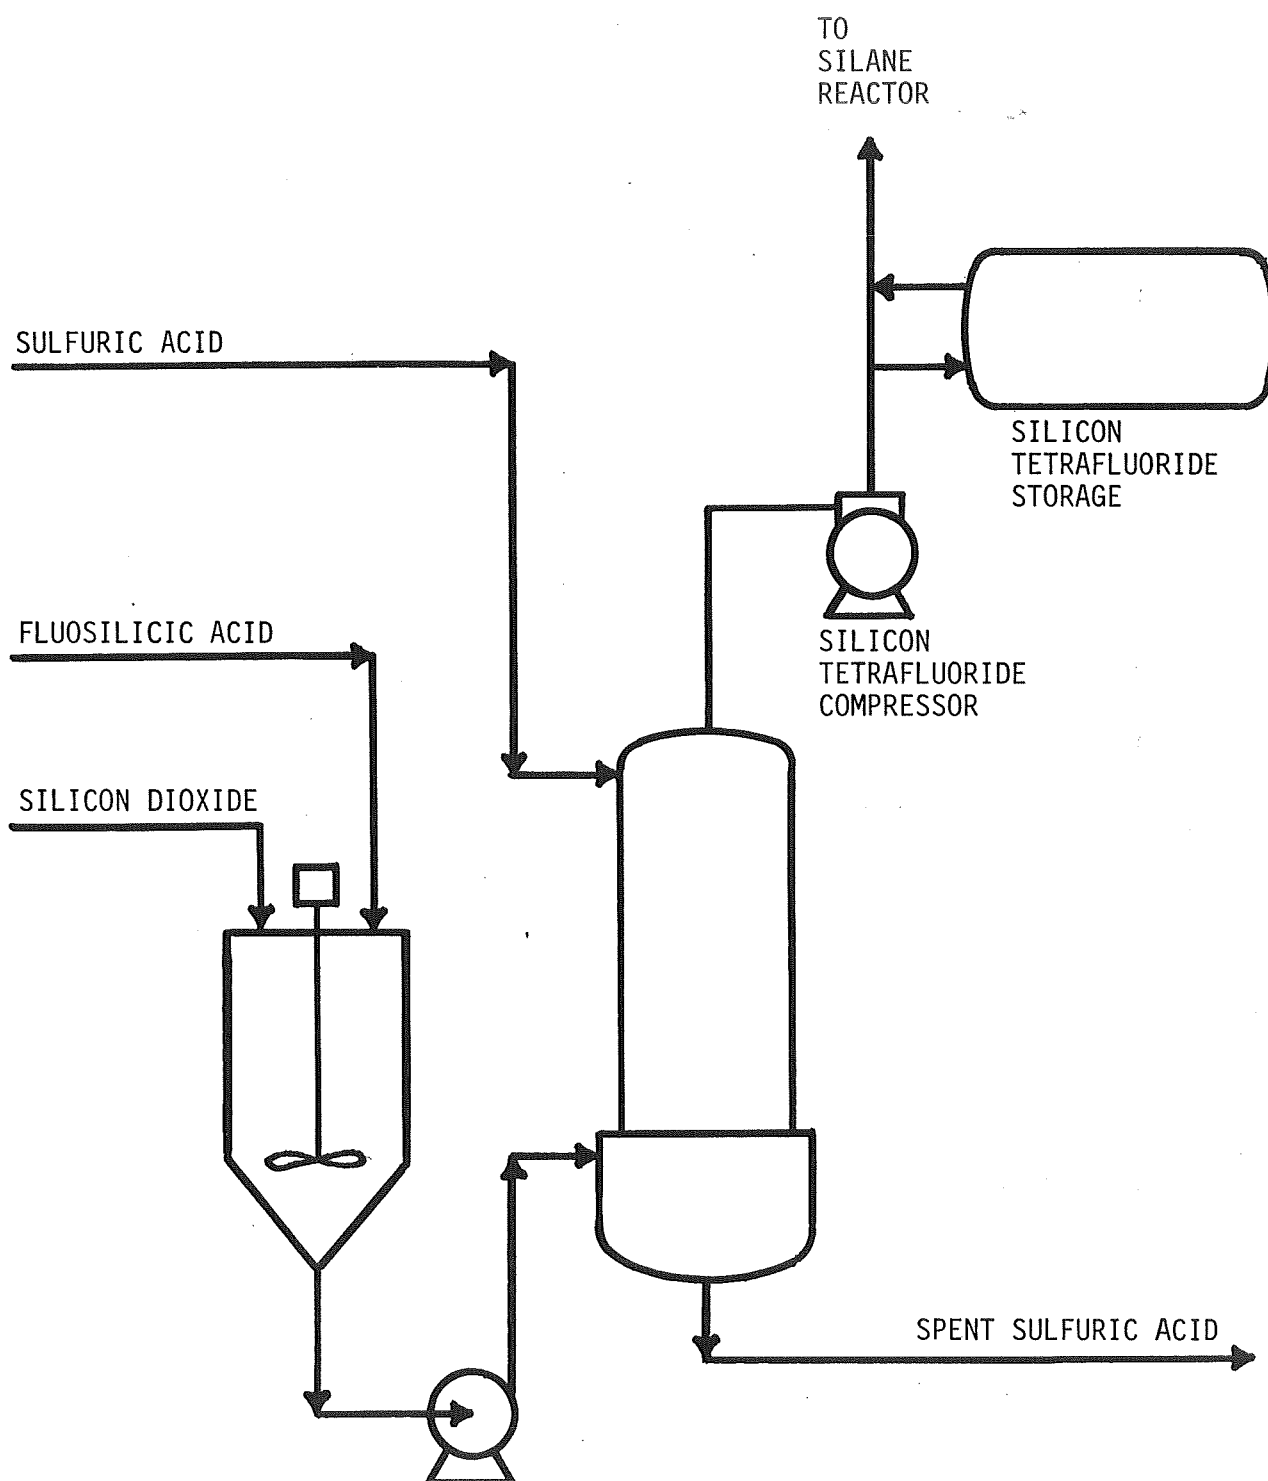 TO
SILANE
REACTOR
SULFURIC ACID
SILICON
TETRAFLUORIDE
STORAGE
FLUOSILICIC ACID
SILICON
TETRAFLUORIDE
COMPRESSOR
SILICON DIOXIDE
SPENT SULFURIC ACID